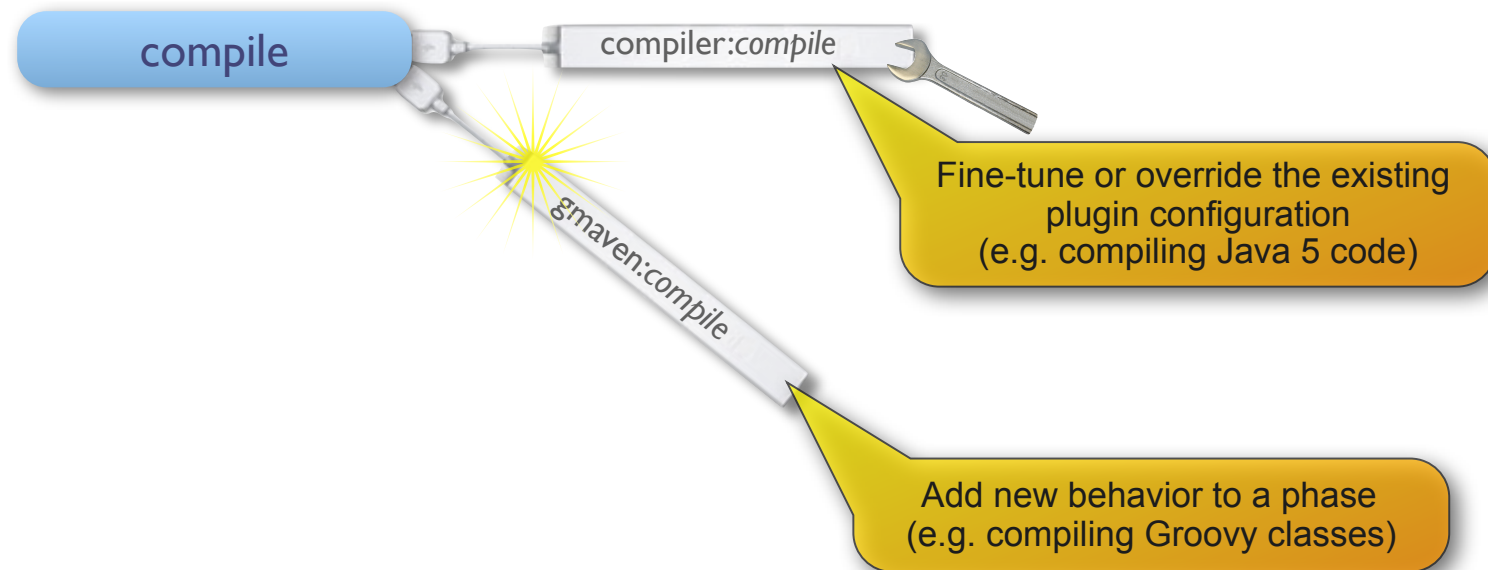 compile
compiler:compile
Fine-tune or override the existing
plugin configuration
(e.g. compiling Java 5 code)
gmaven:compile
Add new behavior to a phase
(e.g. compiling Groovy classes)